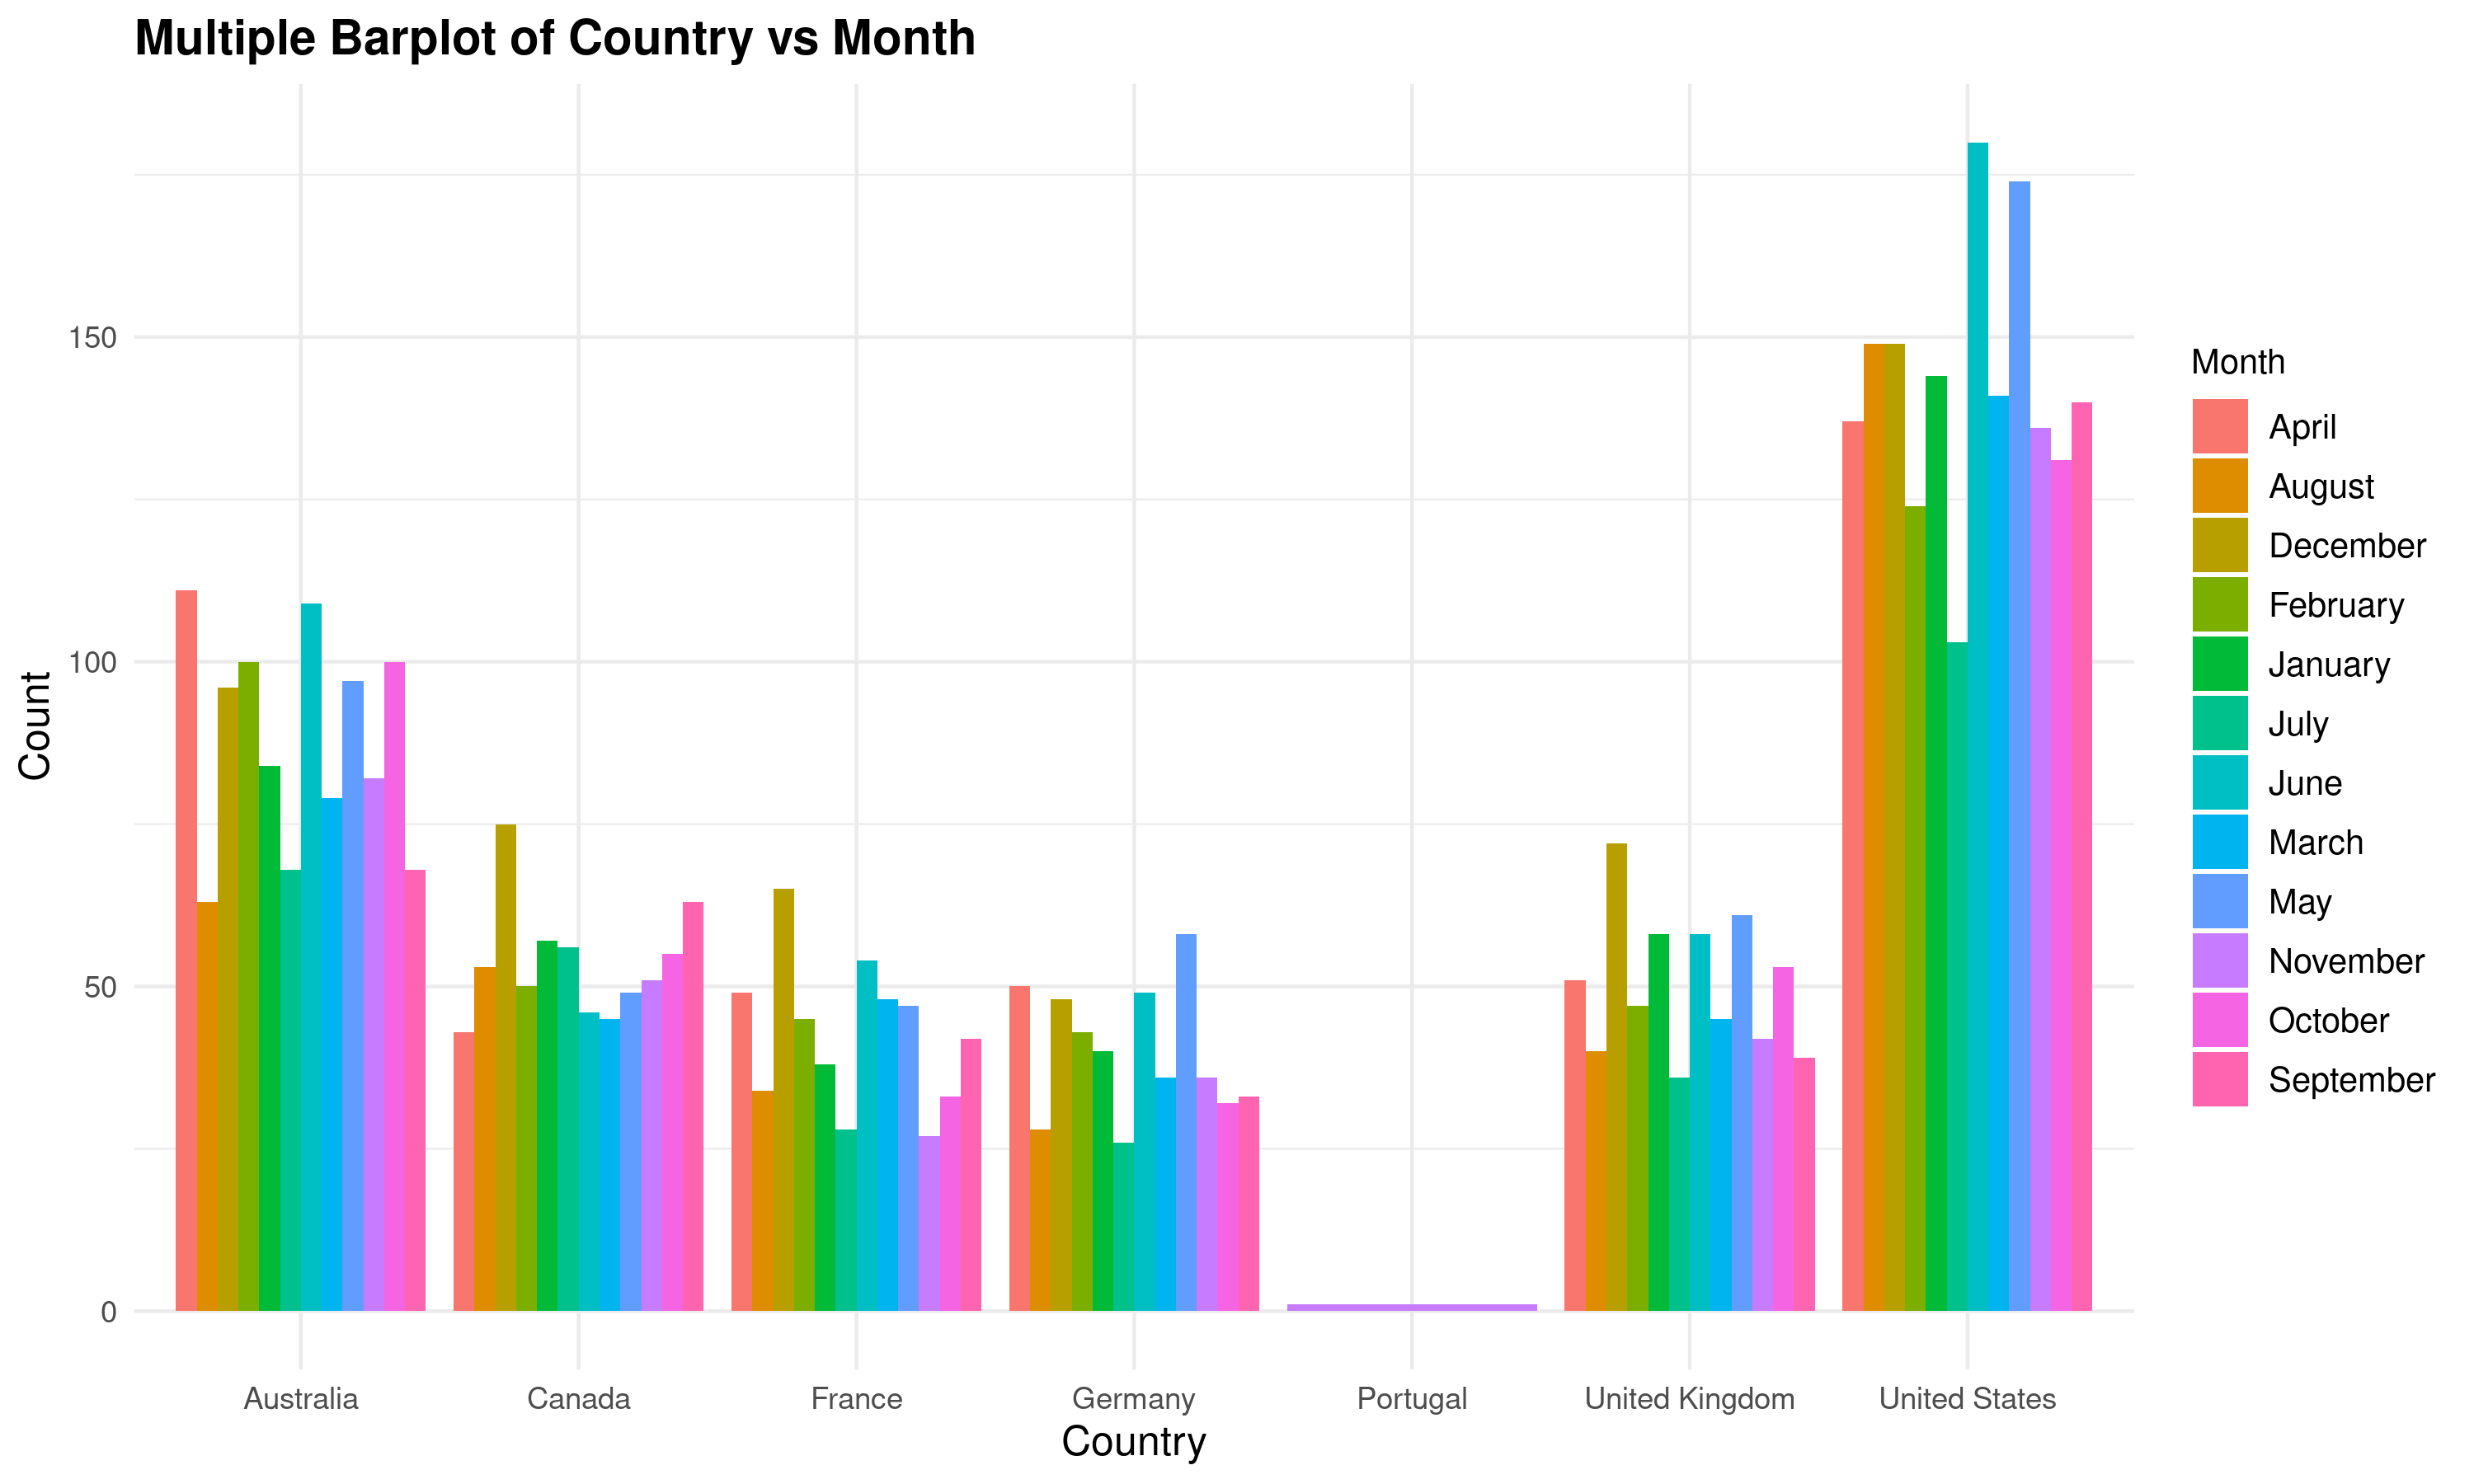 Multiple Barplot of Country vs Month
Count
150
100
50
0
Australia
Canada
France
Germany
Portugal
United Kingdom
United States
Country
Month
April
August
December
February
January
July
June
March
May
November
October
September